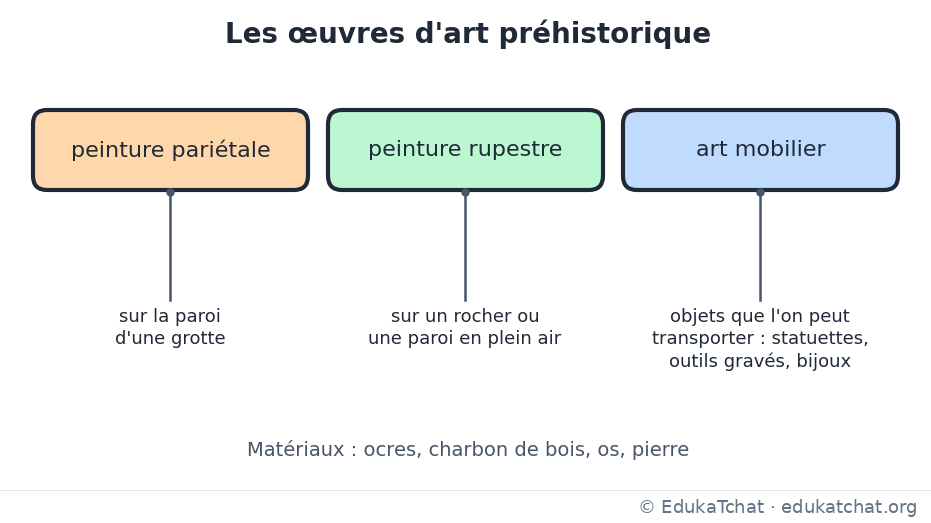 Les œuvres d'art préhistorique
peinture pariétale
peinture rupestre
art mobilier
sur la paroi
d'une grotte
sur un rocher ou
une paroi en plein air
objets que l'on peut
transporter : statuettes,
outils gravés, bijoux
Matériaux : ocres, charbon de bois, os, pierre
© EdukaTchat · edukatchat.org